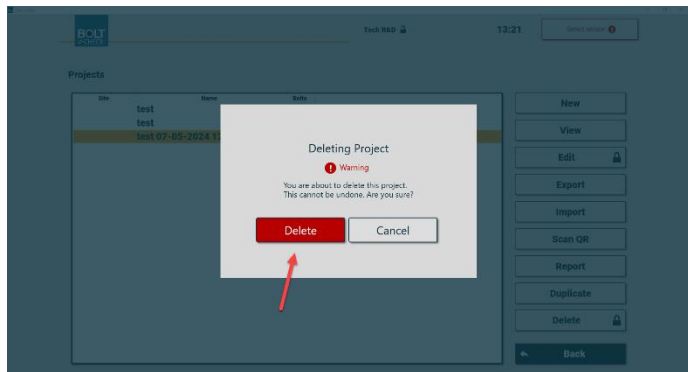 BOLT
Tech R&D
13:21
Projects
Site Name Bolts
test
test
test 07-05-2024 1
Deleting Project
Warning
You are about to delete this project.
This cannot be undone. Are you sure?
Delete
Cancel
New
View
Edit
Export
Import
Scan QR
Report
Duplicate
Delete
Back